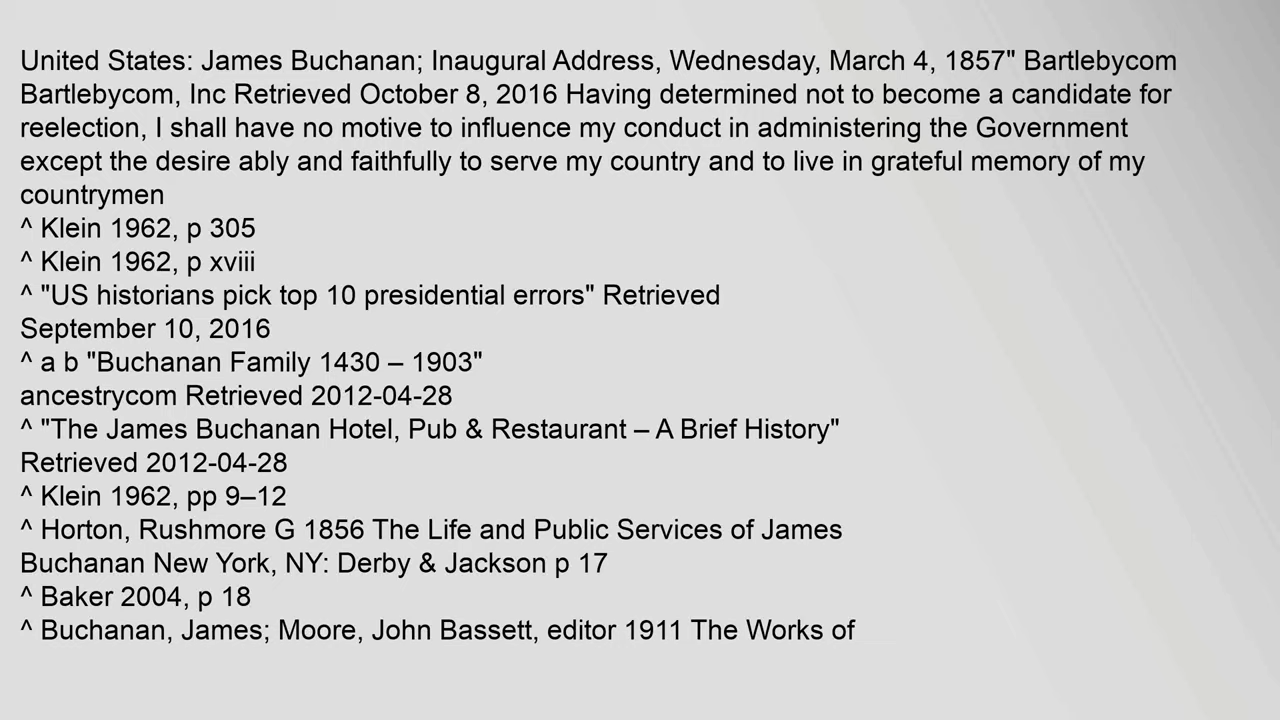 United States: James Buchanan; Inaugural Address, Wednesday, March 4, 1857" Bartlebycom
Bartlebycom, Inc Retrieved October 8, 2016 Having determined not to become a candidate for
reelection, I shall have no motive to influence my conduct in administering the Government
except the desire ably and faithfully to serve my country and to live in grateful memory of my
countrymen
^ Klein 1962, p 305
^ Klein 1962, p xviii
^ "US historians pick top 10 presidential errors" Retrieved
September 10, 2016
^ a b "Buchanan Family 1430 – 1903"
ancestrycom Retrieved 2012-04-28
^ "The James Buchanan Hotel, Pub & Restaurant – A Brief History"
Retrieved 2012-04-28
^ Klein 1962, pp 9–12
^ Horton, Rushmore G 1856 The Life and Public Services of James
Buchanan New York, NY: Derby & Jackson p 17
^ Baker 2004, p 18
^ Buchanan, James; Moore, John Bassett, editor 1911 The Works of